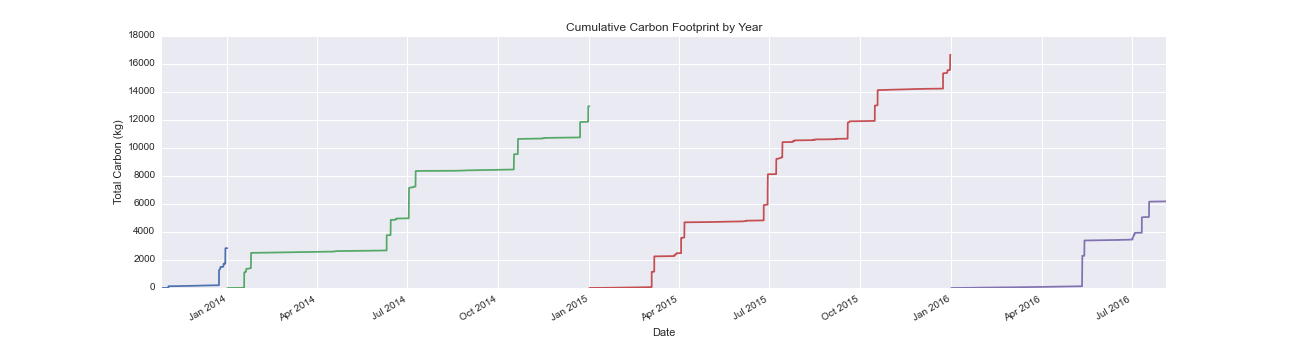 Cumulative Carbon Footprint by Year
18000
16000
14000
12000
10000
8000
6000
4000
2000
0
Total Carbon (kg)
Jan 2014
Apr 2014
Jul 2014
Oct 2014
Jan 2015
Apr 2015
Jul 2015
Oct 2015
Jan 2016
Apr 2016
Jul 2016
Date